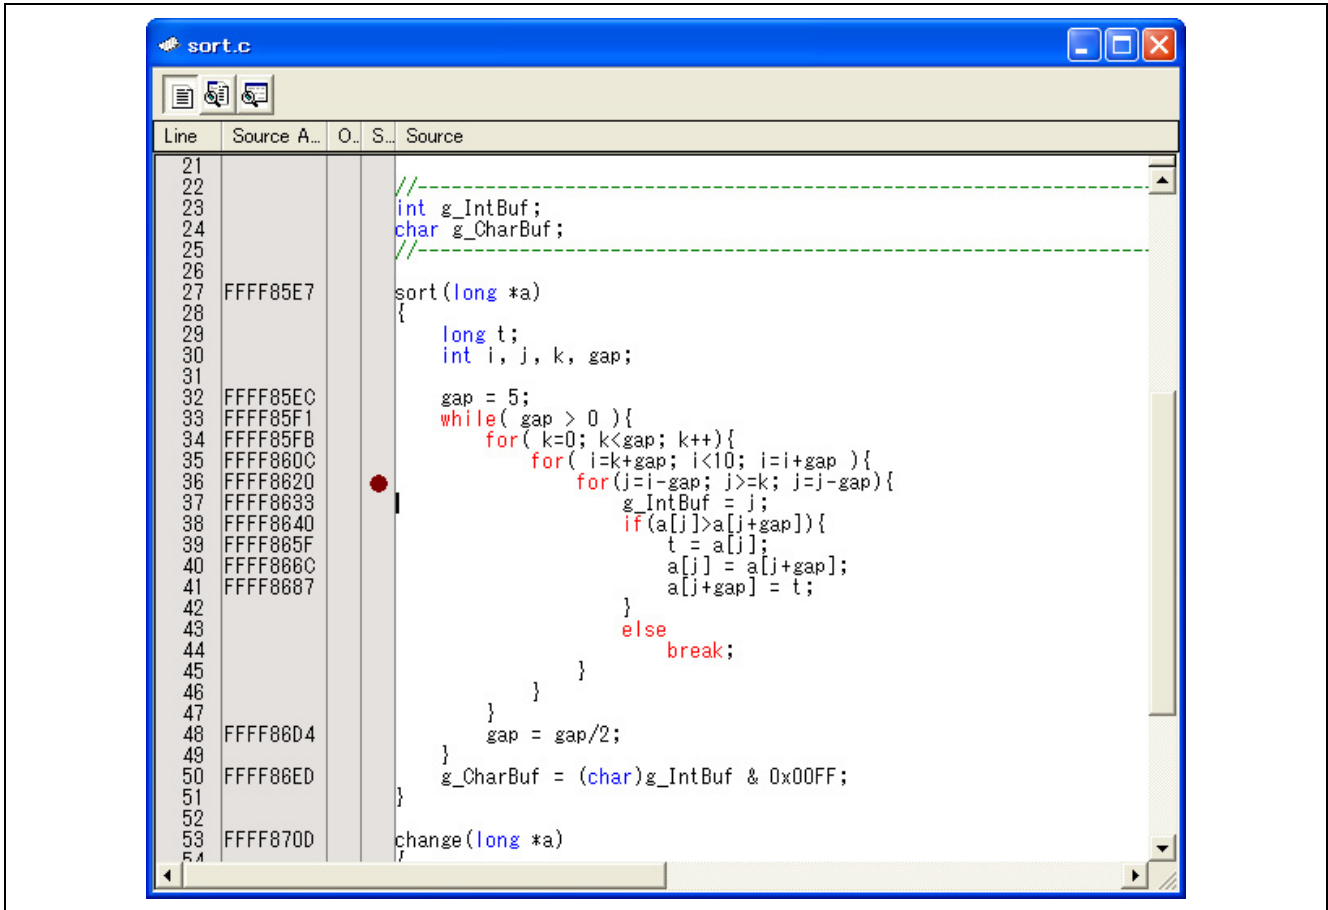 sort.c
Line Source A... O.. S... Source
21
22 //----------------------------------------------------------------
23 int g_IntBuf;
24 char g_CharBuf;
25 //----------------------------------------------------------------
26
27 FFFF85E7 sort(long *a)
28 {
29 long t;
30 int i, j, k, gap;
31
32 FFFF85EC gap = 5;
33 FFFF85F1 while( gap > 0 ){
34 FFFF85FB for( k=0; k<gap; k++){
35 FFFF860C for( i=k+gap; i<10; i=i+gap ){
36 FFFF8620 for(j=i-gap; j>=k; j=j-gap){
37 FFFF8633 g_IntBuf = j;
38 FFFF8640 if(a[j]>a[j+gap]){
39 FFFF865F t = a[j];
40 FFFF866C a[j] = a[j+gap];
41 FFFF8687 a[j+gap] = t;
42 }
43 else
44 break;
45 }
46 }
47 }
48 FFFF86D4 gap = gap/2;
49 }
50 FFFF86ED g_CharBuf = (char)g_IntBuf & 0x00FF;
51 }
52
53 FFFF870D change(long *a)
54 {